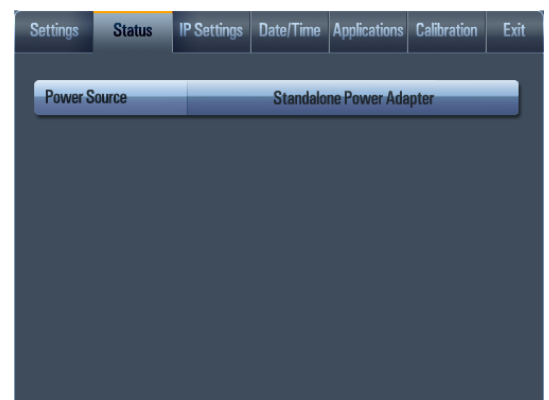 Settings Status IP Settings Date/Time Applications Calibration Exit
Power Source Standalone Power Adapter